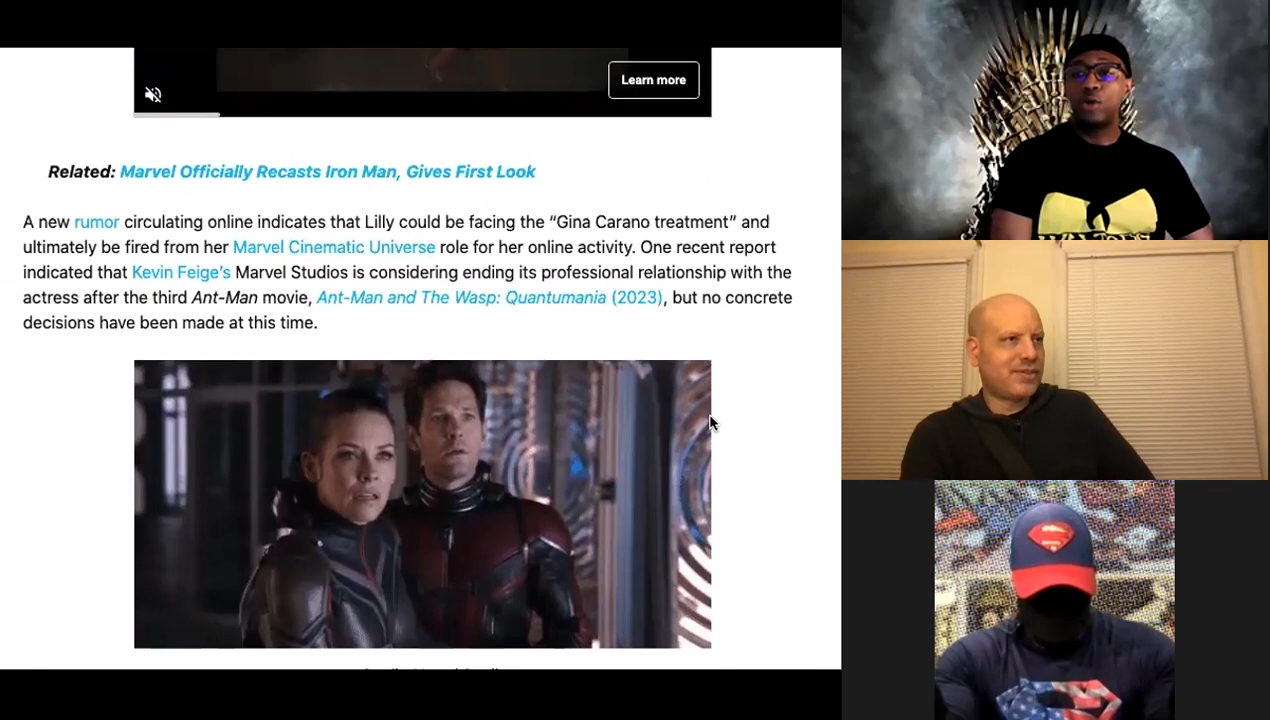 Learn more
Related: Marvel Officially Recasts Iron Man, Gives First Look
A new rumor circulating online indicates that Lilly could be facing the “Gina Carano treatment” and
ultimately be fired from her Marvel Cinematic Universe role for her online activity. One recent report
indicated that Kevin Feige’s Marvel Studios is considering ending its professional relationship with the
actress after the third Ant-Man movie, Ant-Man and The Wasp: Quantumania (2023), but no concrete
decisions have been made at this time.